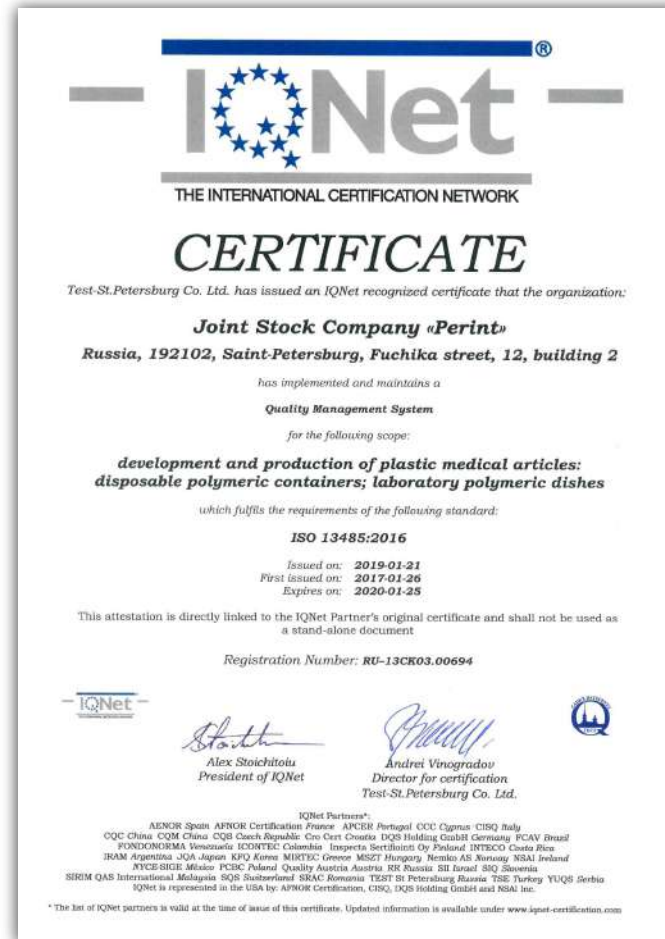 IQNet ®
THE INTERNATIONAL CERTIFICATION NETWORK
CERTIFICATE
Test-St.Petersburg Co. Ltd. has issued an IQNet recognized certificate that the organization:
Joint Stock Company «Perint»
Russia, 192102, Saint-Petersburg, Fuchika street, 12, building 2
has implemented and maintains a
Quality Management System
for the following scope:
development and production of plastic medical articles:
disposable polymeric containers; laboratory polymeric dishes
which fulfils the requirements of the following standard:
ISO 13485:2016
Issued on: 2019-01-21
First issued on: 2017-01-26
Expires on: 2020-01-25
This attestation is directly linked to the IQNet Partner's original certificate and shall not be used as
a stand-alone document
Registration Number: RU-13CK03.00694
IQNet
Alex Stoichitoiu
President of IQNet
Andrei Vinogradov
Director for certification
Test-St.Petersburg Co. Ltd.
IQNet Partners*:
AENOR Spain AFNOR Certification France APCER Portugal CCC Cyprus CISQ Italy
CQC China CQM China CQS Czech Republic Cro Cert Croatia DQS Holding GmbH Germany FCAV Brazil
FONDONORMA Venezuela ICONTEC Colombia Inspecta Sertifiointi Oy Finland INTECO Costa Rica
IRAM Argentina JQA Japan KFQ Korea MIRTEC Greece MSZT Hungary Nemko AS Norway NSAI Ireland
NYCE-SIGE México PCBC Poland Quality Austria Austria RR Russia SII Israel SIQ Slovenia
SIRIM QAS International Malaysia SQS Switzerland SRAC Romania TEST St Petersburg Russia TSE Turkey YUQS Serbia
IQNet is represented in the USA by: AFNOR Certification, CISQ, DQS Holding GmbH and NSAI Inc.
* The list of IQNet partners is valid at the time of issue of this certificate. Updated information is available under www.iqnet-certification.com